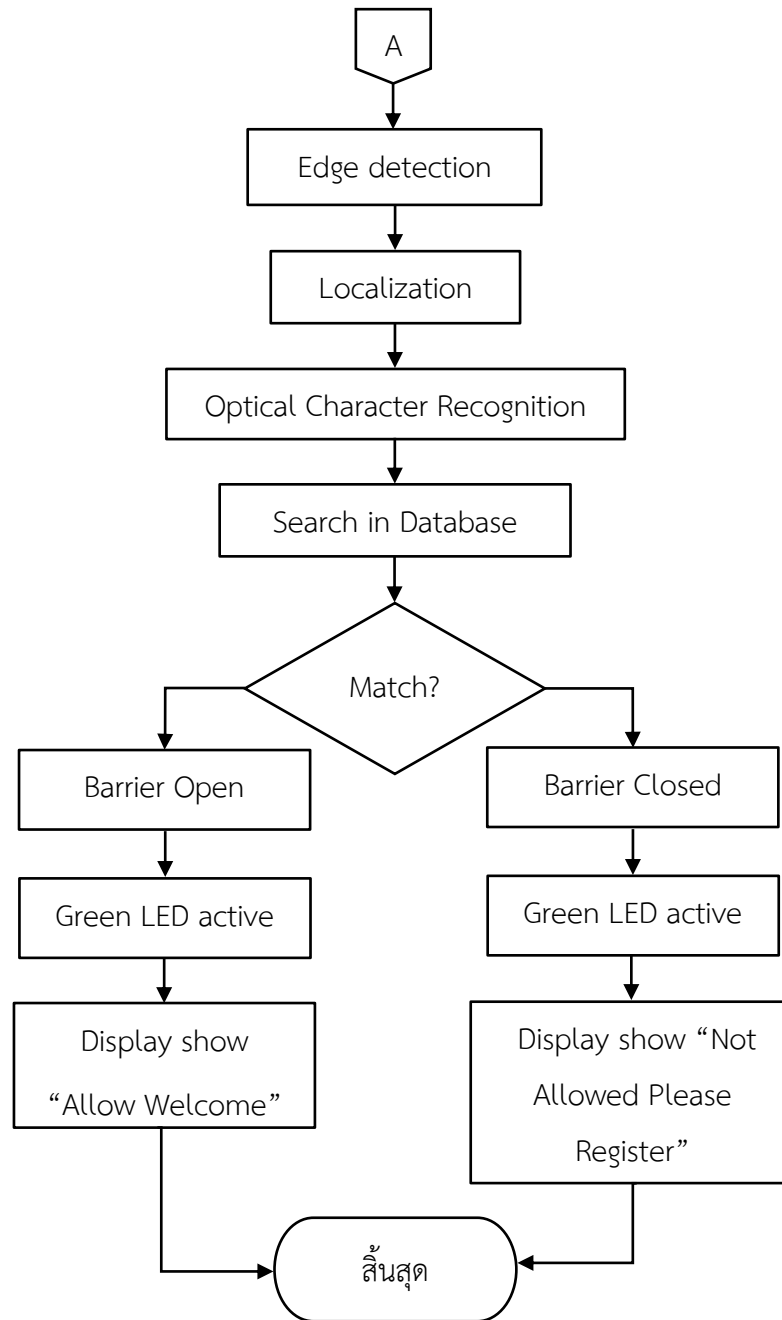 A
Edge detection
Localization
Optical Character Recognition
Search in Database
Match?
Barrier Open
Barrier Closed
Green LED active
Green LED active
Display show
“Allow Welcome”
Display show “Not
Allowed Please
Register”
สิ้นสุด